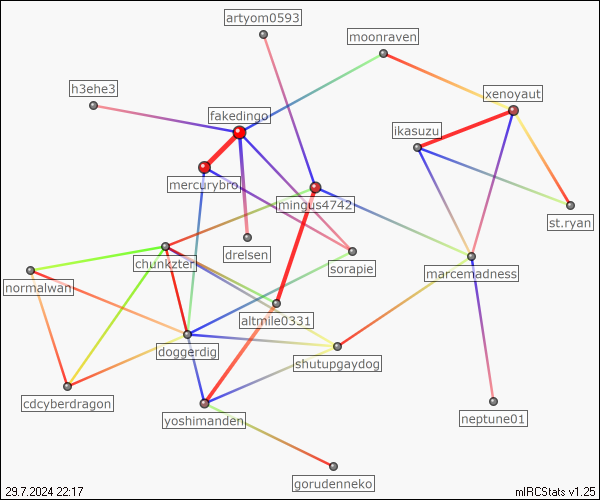 artyom0593
moonraven
h3ehe3
xenoyaut
fakedingo
ikasuzu
mercurybro
mingus4742
st.ryan
drelsen
chunkzter
sorapie
marcemadness
normalwan
altmile0331
doggerdig
shutupgaydog
cdcyberdragon
yoshimanden
neptune01
gorudenneko
29.7.2024 22:17
mIRCStats v1.25